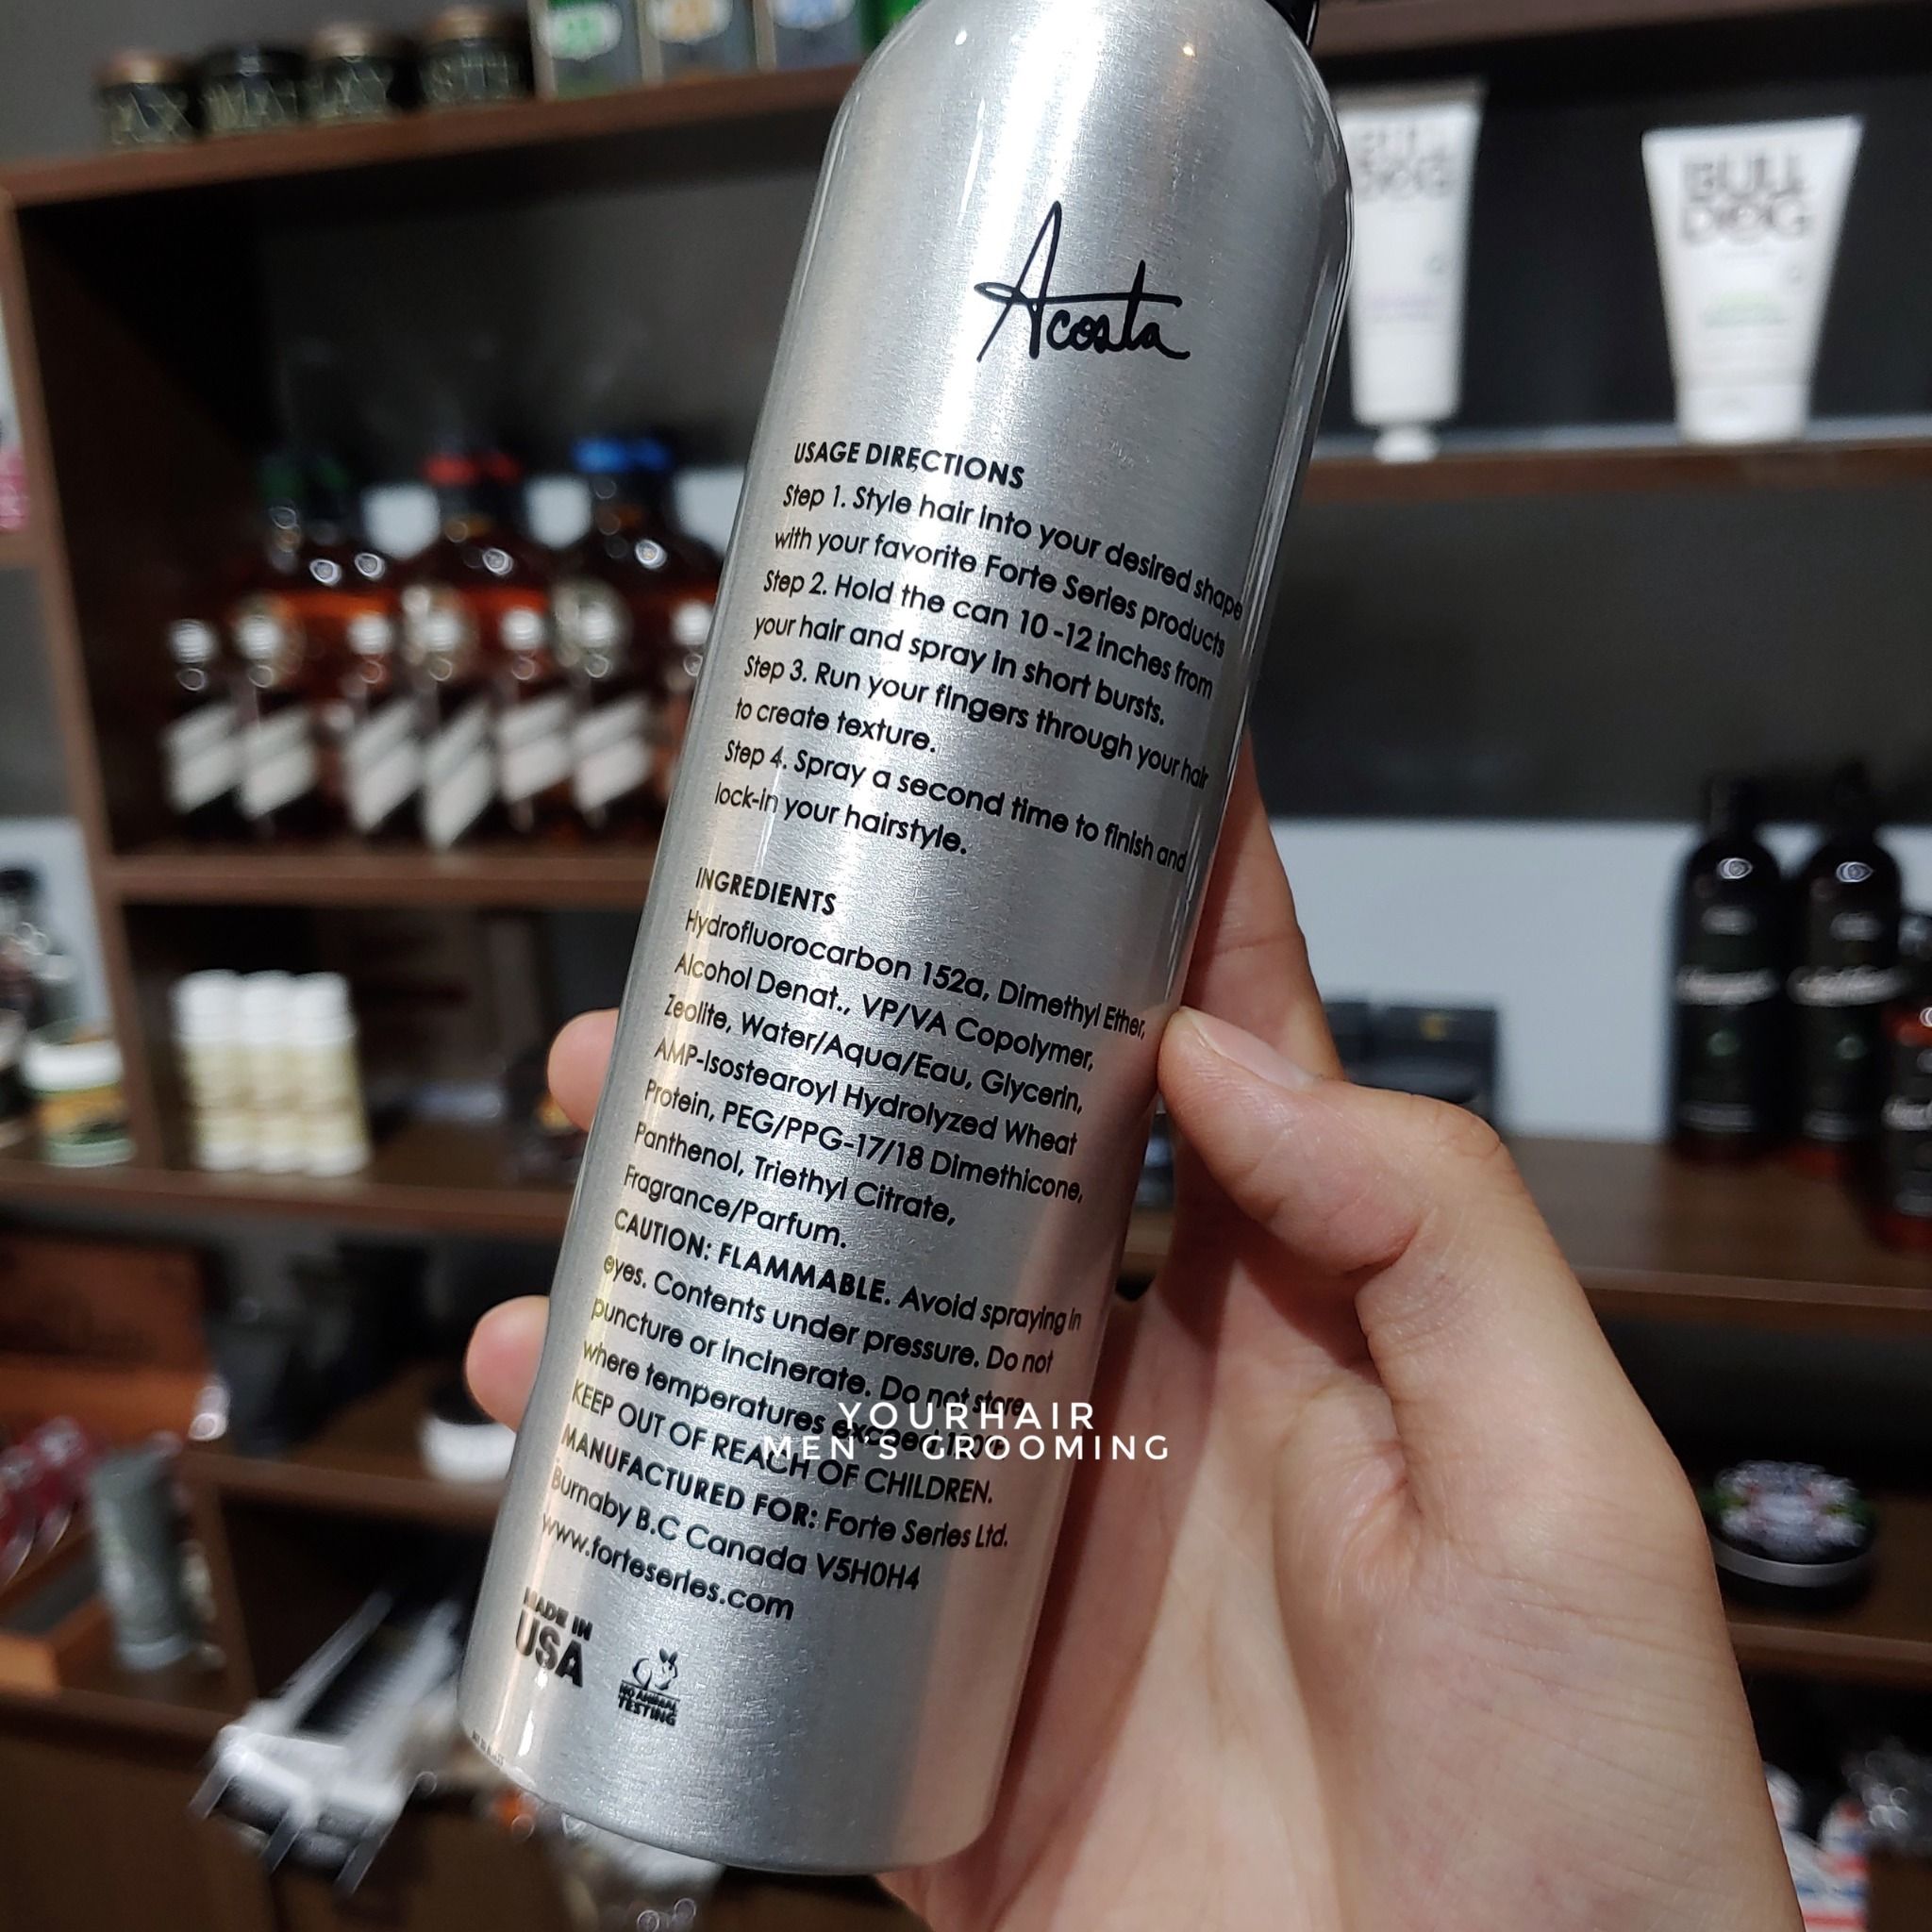 BULL
DOG
BULL
DOG
Acosta
USAGE DIRECTIONS
Step 1. Style hair into your desired shape
with your favorite Forte Series products
Step 2. Hold the can 10 -12 inches from
your hair and spray in short bursts.
Step 3. Run your fingers through your hair
to create texture.
Step 4. Spray a second time to finish and
lock-in your hairstyle.
INGREDIENTS
Hydrofluorocarbon 152a, Dimethyl Ether,
Alcohol Denat., VP/VA Copolymer,
Zeolite, Water/Aqua/Eau, Glycerin,
AMP-Isostearoyl Hydrolyzed Wheat
Protein, PEG/PPG-17/18 Dimethicone,
Panthenol, Triethyl Citrate,
Fragrance/Parfum.
CAUTION: FLAMMABLE. Avoid spraying in
eyes. Contents under pressure. Do not
puncture or incinerate. Do not store
where temperatures exceed
KEEP OUT OF REACH OF CHILDREN.
MANUFACTURED FOR: Forte Series Ltd.
Burnaby B.C Canada V5H0H4
www.forteseries.com
MADE IN
USA
NO ANIMAL
TESTING
YOURHAIR
MEN'S GROOMING